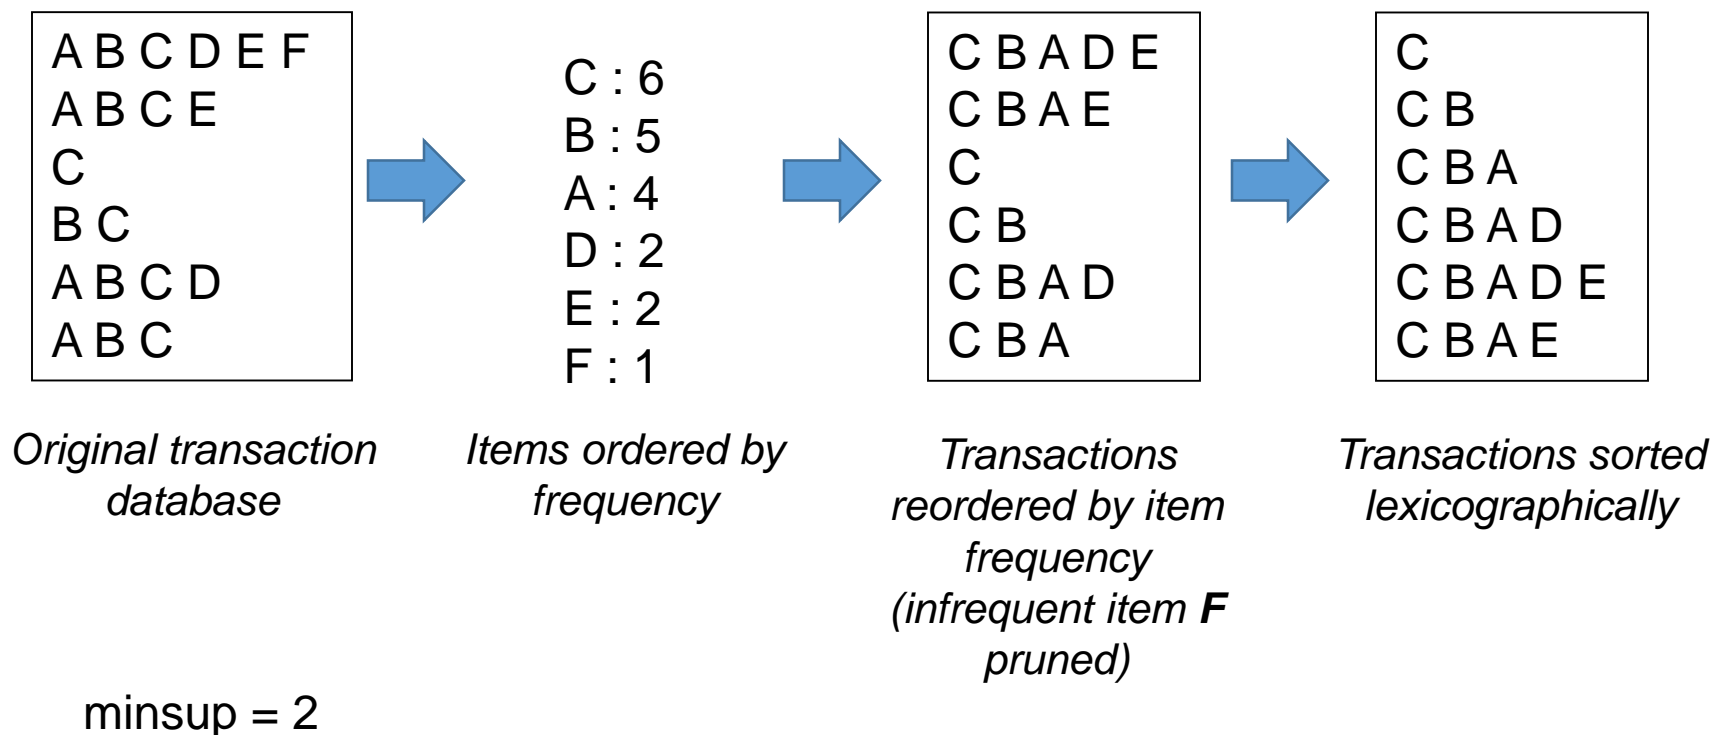 A B C D E F
A B C E
C
B C
A B C D
A B C
Original transaction
database
C : 6
B : 5
A : 4
D : 2
E : 2
F : 1
Items ordered by
frequency
C B A D E
C B A E
C
C B
C B A D
C B A
Transactions
reordered by item
frequency
(infrequent item F
pruned)
C
C B
C B A
C B A D
C B A D E
C B A E
Transactions sorted
lexicographically
minsup = 2